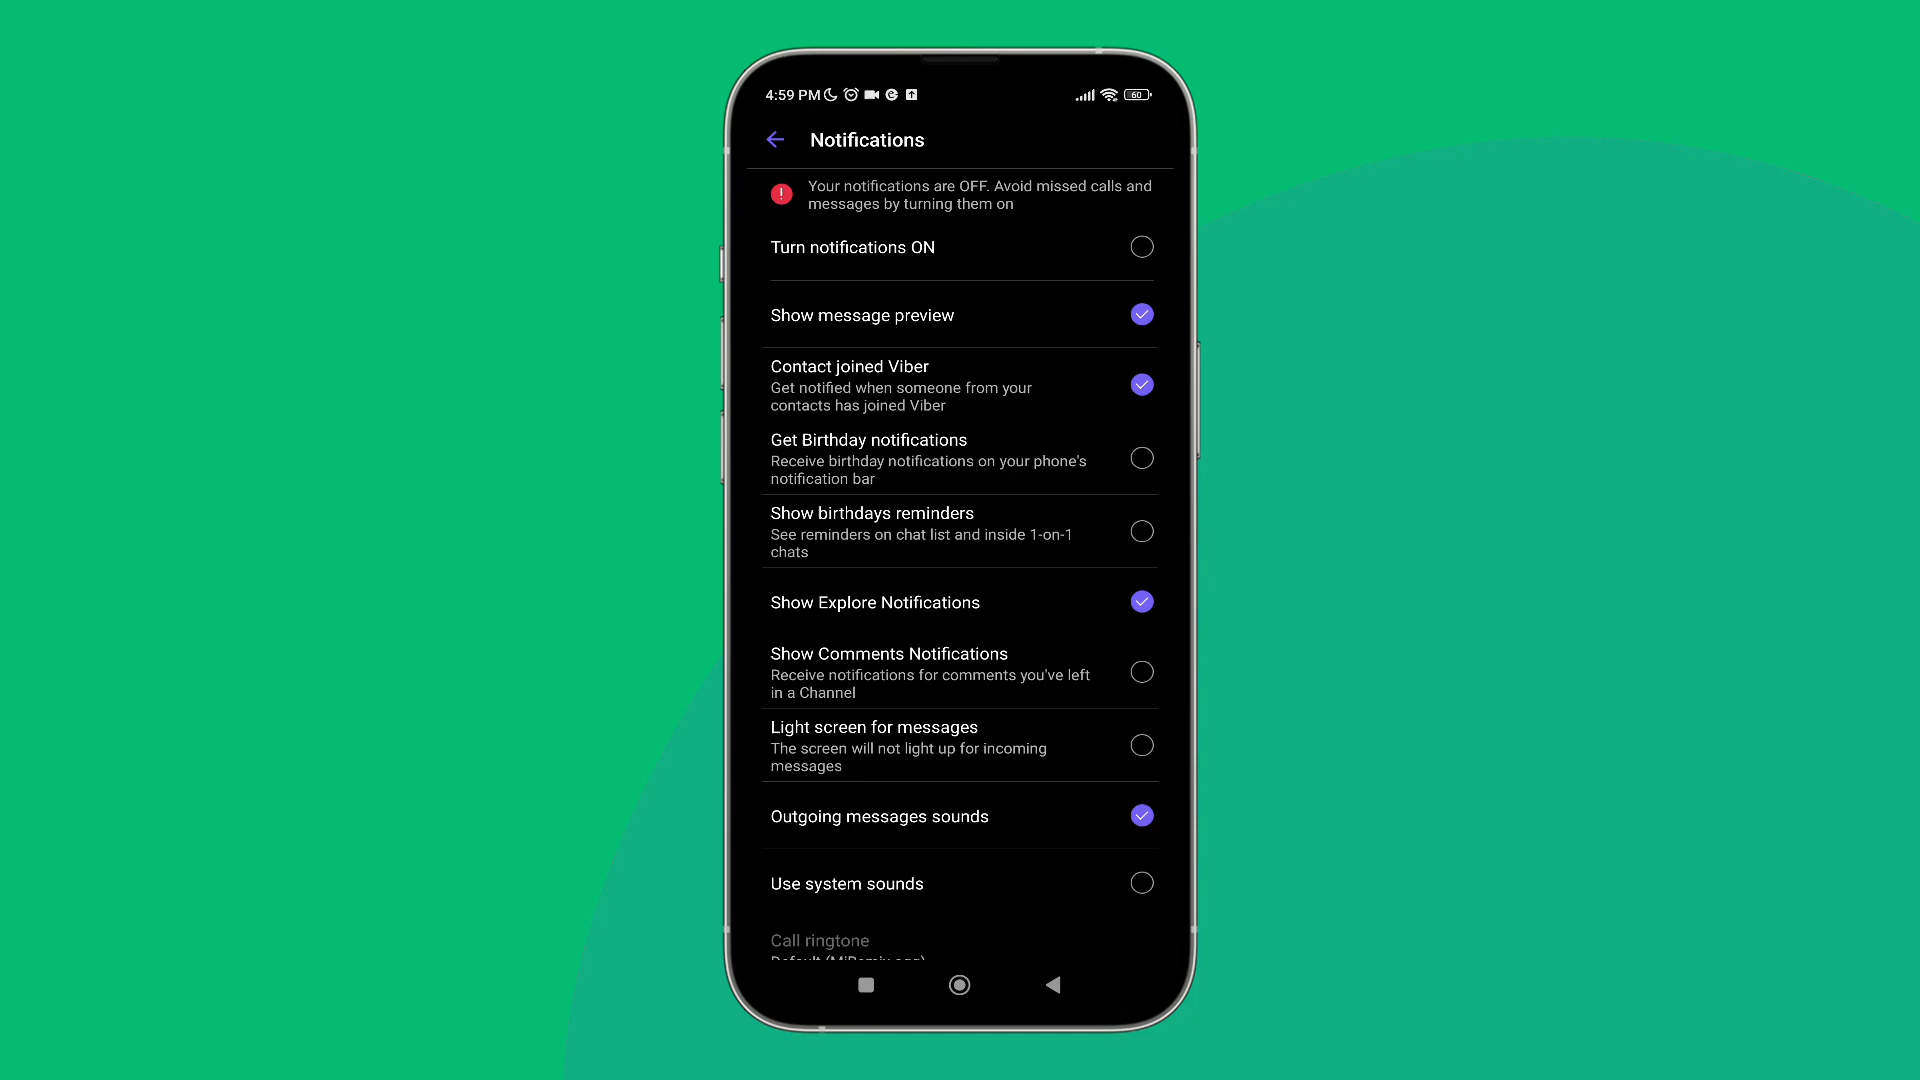 4:59 PM
60
Notifications
Your notifications are OFF. Avoid missed calls and
messages by turning them on
Turn notifications ON
Show message preview
Contact joined Viber
Get notified when someone from your
contacts has joined Viber
Get Birthday notifications
Receive birthday notifications on your phone's
notification bar
Show birthdays reminders
See reminders on chat list and inside 1-on-1
chats
Show Explore Notifications
Show Comments Notifications
Receive notifications for comments you've left
in a Channel
Light screen for messages
The screen will not light up for incoming
messages
Outgoing messages sounds
Use system sounds
Call ringtone
Default (MiRemix.ogg)